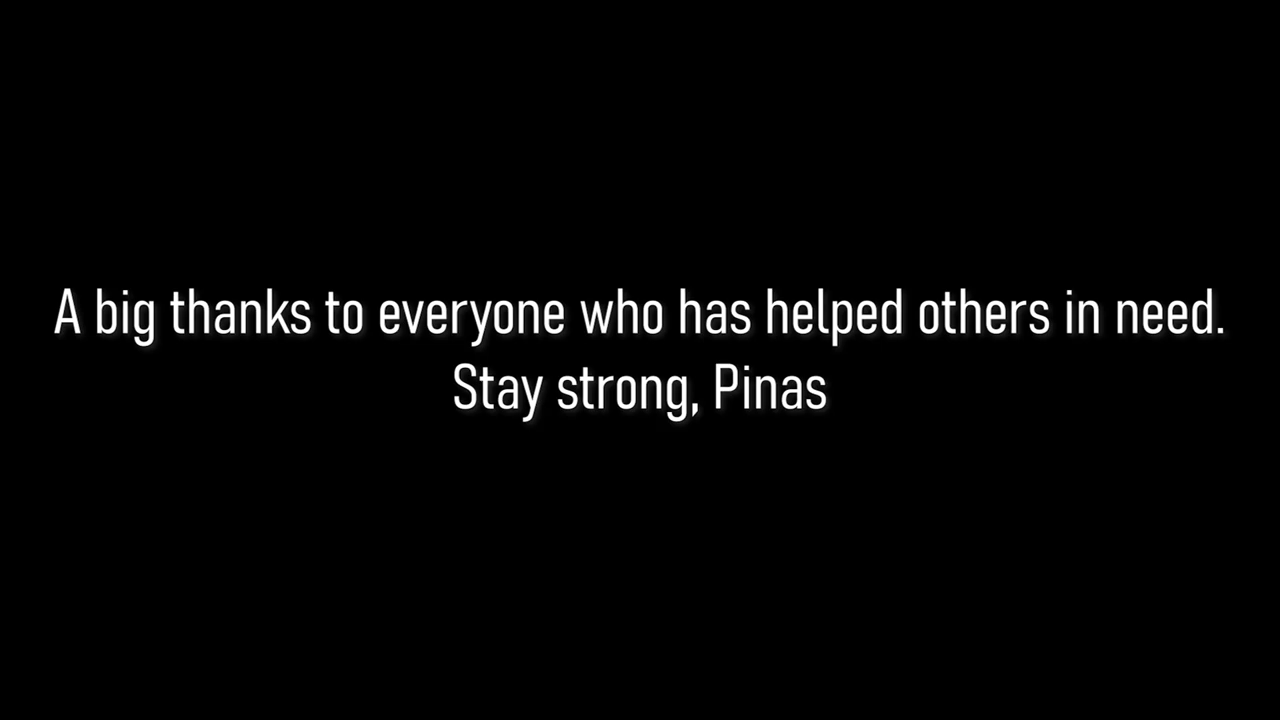 A big thanks to everyone who has helped others in need.
Stay strong, Pinas